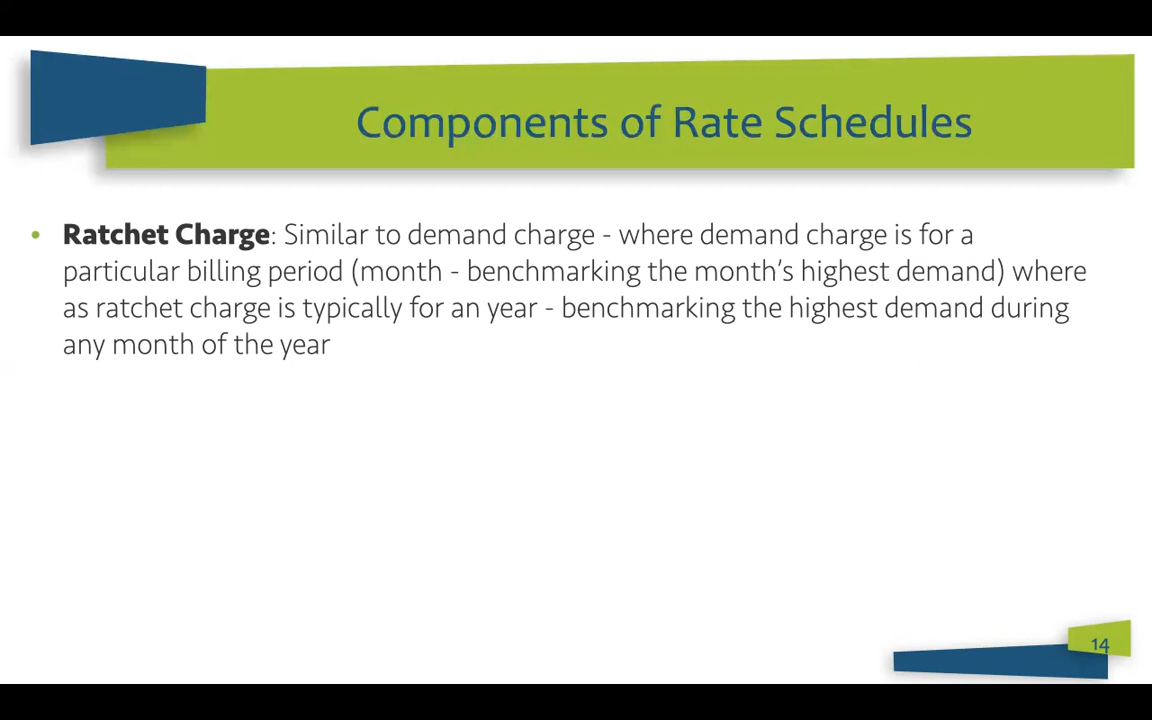 Components of Rate Schedules
• Ratchet Charge: Similar to demand charge - where demand charge is for a
particular billing period (month - benchmarking the month’s highest demand) where
as ratchet charge is typically for an year - benchmarking the highest demand during
any month of the year
14